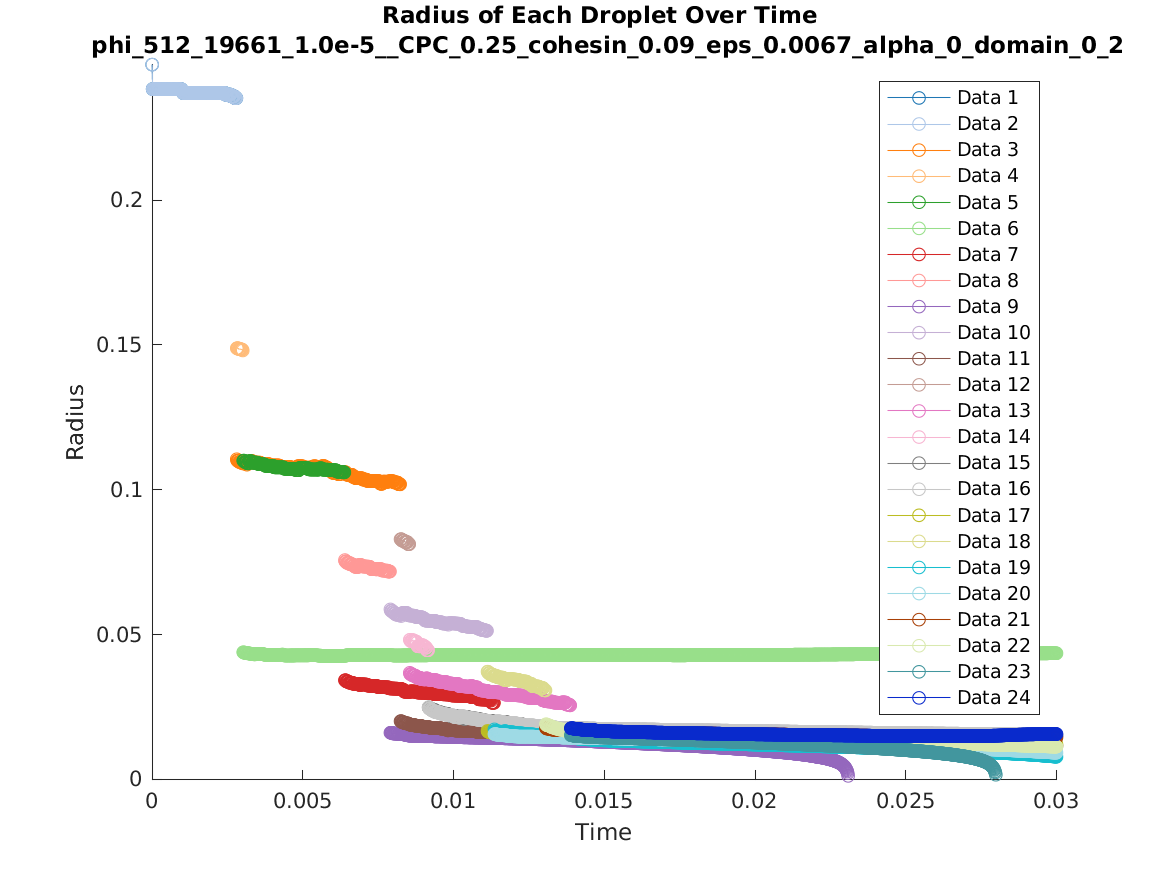 Radius of Each Droplet Over Time
phi_512_19661_1.0e-5__CPC_0.25_cohesin_0.09_eps_0.0067_alpha_0_domain_0_2
Data 1
Data 2
Data 3
Data 4
Data 5
Data 6
Data 7
Data 8
Data 9
Data 10
Data 11
Data 12
Data 13
Data 14
Data 15
Data 16
Data 17
Data 18
Data 19
Data 20
Data 21
Data 22
Data 23
Data 24
0.2
0.15
0.1
0.05
0
Radius
0
0.005
0.01
0.015
0.02
0.025
0.03
Time